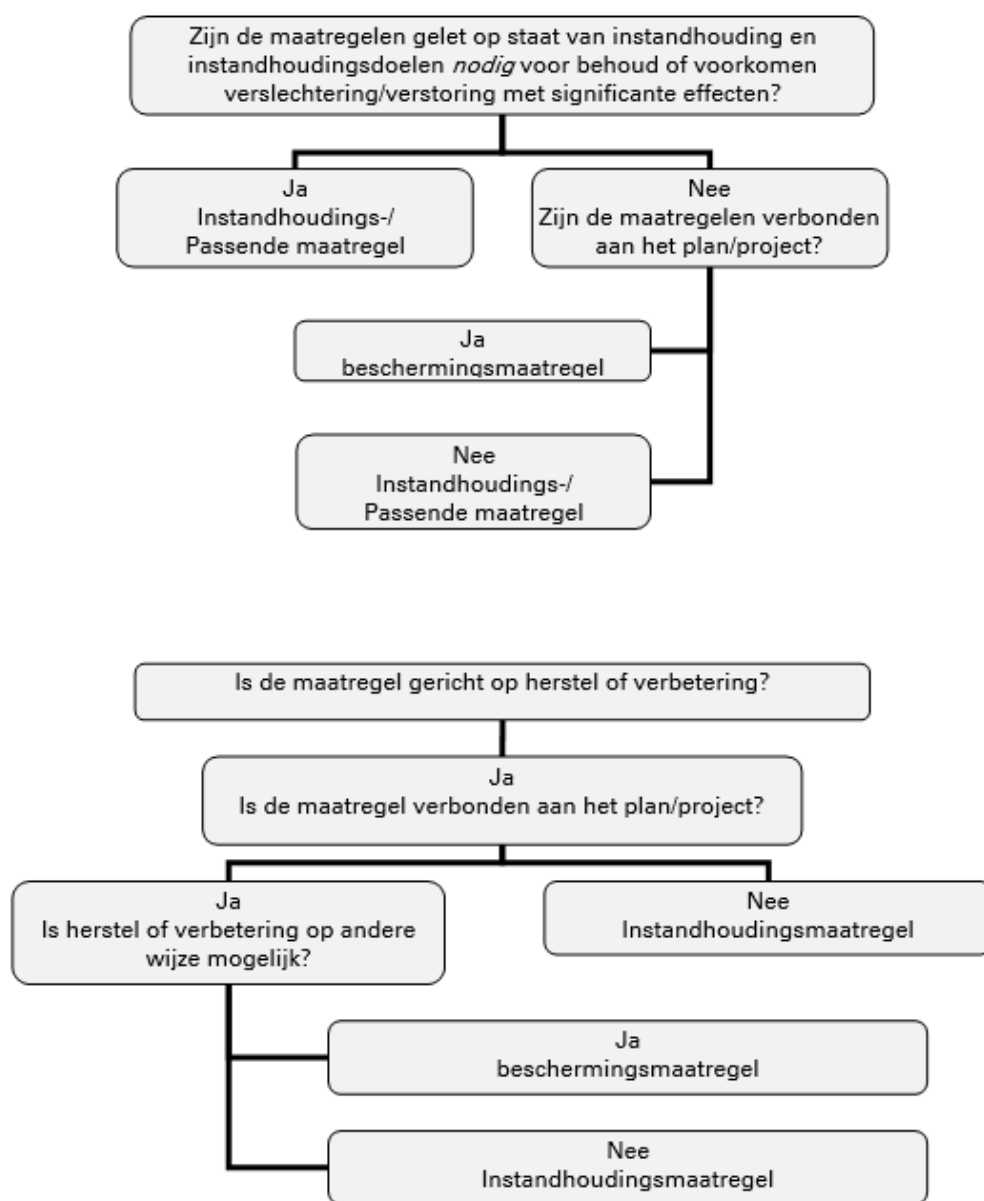 Zijn de maatregelen gelet op staat van instandhouding en
instandhoudingsdoelen nodig voor behoud of voorkomen
verslechtering/verstoring met significante effecten?
Ja
Instandhoudings-/
Passende maatregel
Nee
Zijn de maatregelen verbonden
aan het plan/project?
Ja
beschermingsmaatregel
Nee
Instandhoudings-/
Passende maatregel
Is de maatregel gericht op herstel of verbetering?
Ja
Is de maatregel verbonden aan het plan/project?
Ja
Is herstel of verbetering op andere
wijze mogelijk?
Nee
Instandhoudingsmaatregel
Ja
beschermingsmaatregel
Nee
Instandhoudingsmaatregel